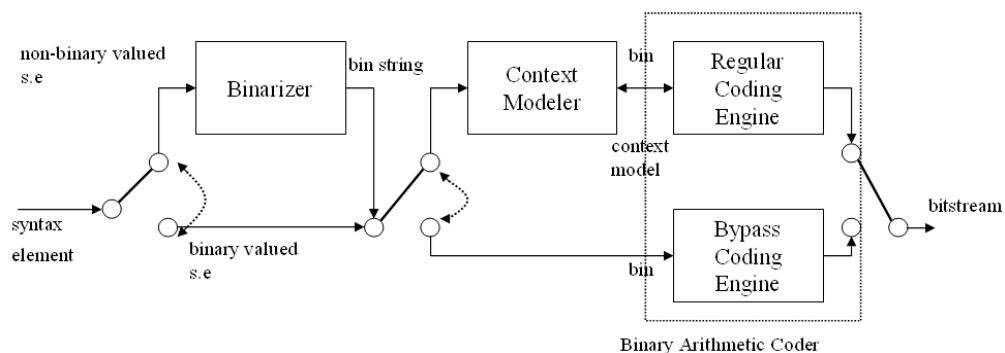 non-binary valued
s.e
bin string
Binarizer
Context
Modeler
bin
context
model
Regular
Coding
Engine
syntax
element
binary valued
s.e
bin
Bypass
Coding
Engine
bitstream
Binary Arithmetic Coder